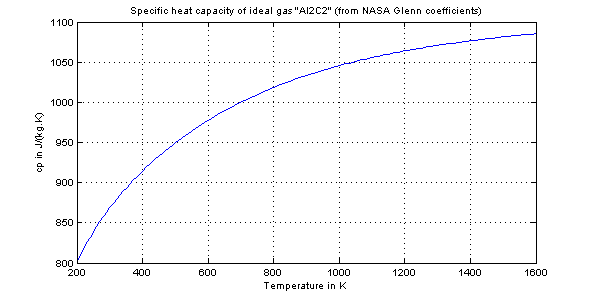 Specific heat capacity of ideal gas "Al2C2" (from NASA Glenn coefficients)
1100
1050
1000
950
900
850
800
cp in J/(kg.K)
200 400 600 800 1000 1200 1400 1600
Temperature in K